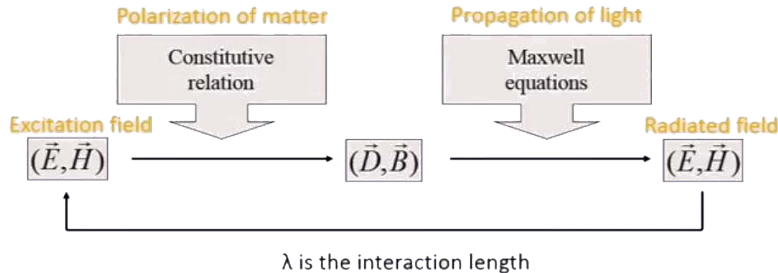 Polarization of matter
Propagation of light
Constitutive
relation
Maxwell
equations
Excitation field
Radiated field
(E⃗,H⃗)
(D⃗,B⃗)
(E⃗,H⃗)
λ is the interaction length